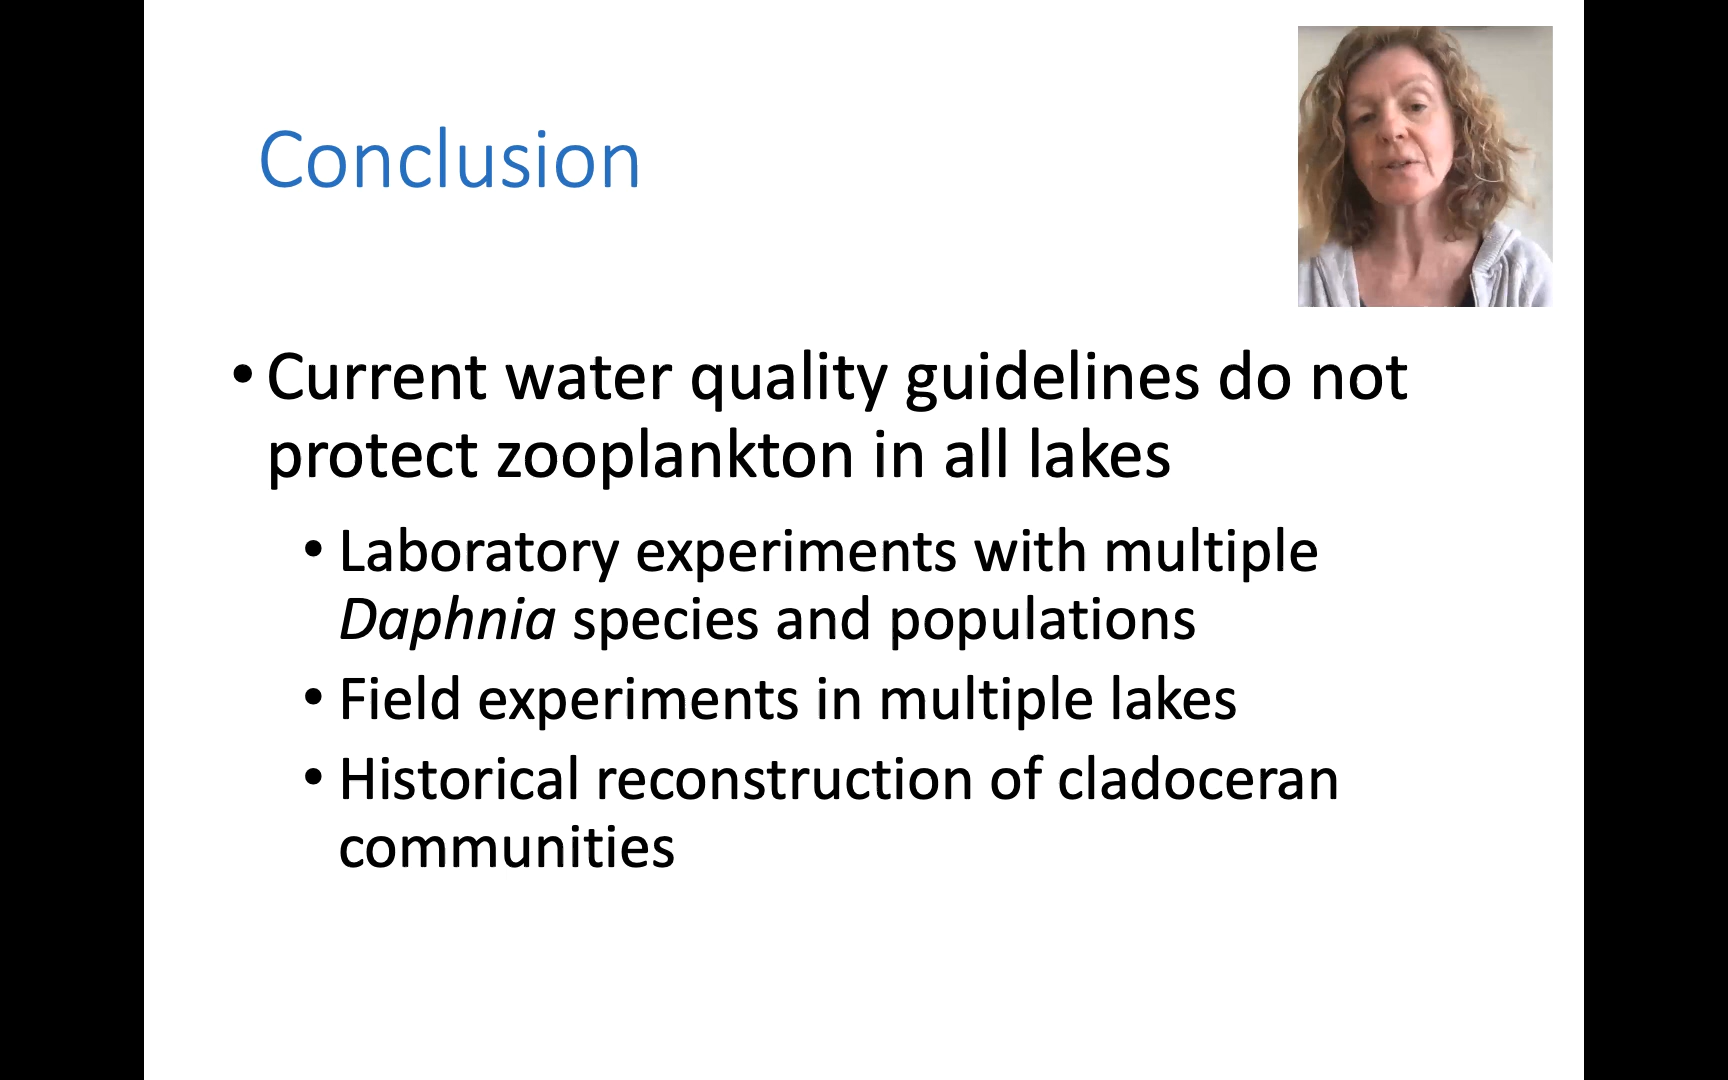 Conclusion
• Current water quality guidelines do not
protect zooplankton in all lakes
• Laboratory experiments with multiple
Daphnia species and populations
• Field experiments in multiple lakes
• Historical reconstruction of cladoceran
communities